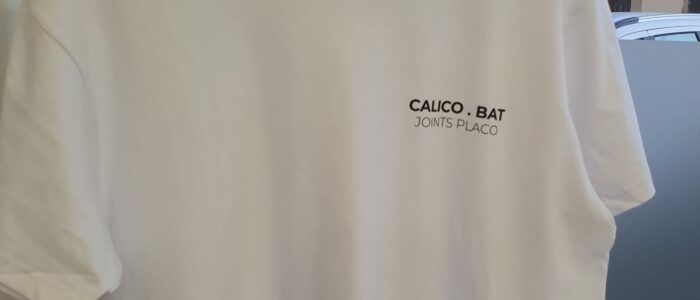 CALICO . BAT
JOINTS PLACO